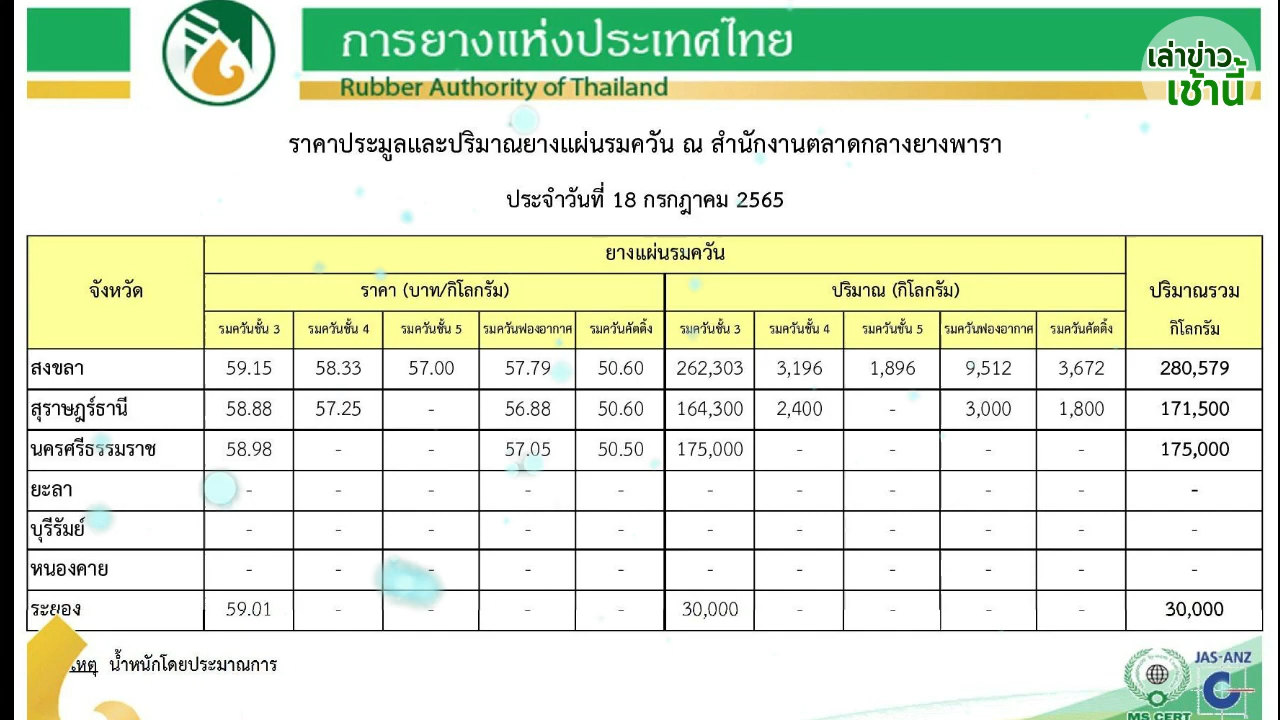 การยางแห่งประเทศไทย
Rubber Authority of Thailand
เล่าข่าว
เช้านี้
ราคาประมูลและปริมาณยางแผ่นรมควัน ณ สำนักงานตลาดกลางยางพารา
ประจำวันที่ 18 กรกฎาคม 2565
ยางแผ่นรมควัน
จังหวัด ราคา (บาท/กิโลกรัม) ปริมาณ (กิโลกรัม) ปริมาณรวม
รมควันชั้น 3 รมควันชั้น 4 รมควันชั้น 5 รมควันฟองอากาศ รมควันคัตติ้ง รมควันชั้น 3 รมควันชั้น 4 รมควันชั้น 5 รมควันฟองอากาศ รมควันคัตติ้ง กิโลกรัม
สงขลา 59.15 58.33 57.00 57.79 50.60 262,303 3,196 1,896 9,512 3,672 280,579
สุราษฎร์ธานี 58.88 57.25 - 56.88 50.60 164,300 2,400 - 3,000 1,800 171,500
นครศรีธรรมราช 58.98 - - 57.05 50.50 175,000 - - - - 175,000
ยะลา - - - - - - - - - - -
บุรีรัมย์ - - - - - - - - - - -
หนองคาย - - - - - - - - - - -
ระยอง 59.01 - - - - 30,000 - - - - 30,000
เหตุ น้ำหนักโดยประมาณการ
JAS-ANZ
MS CERT